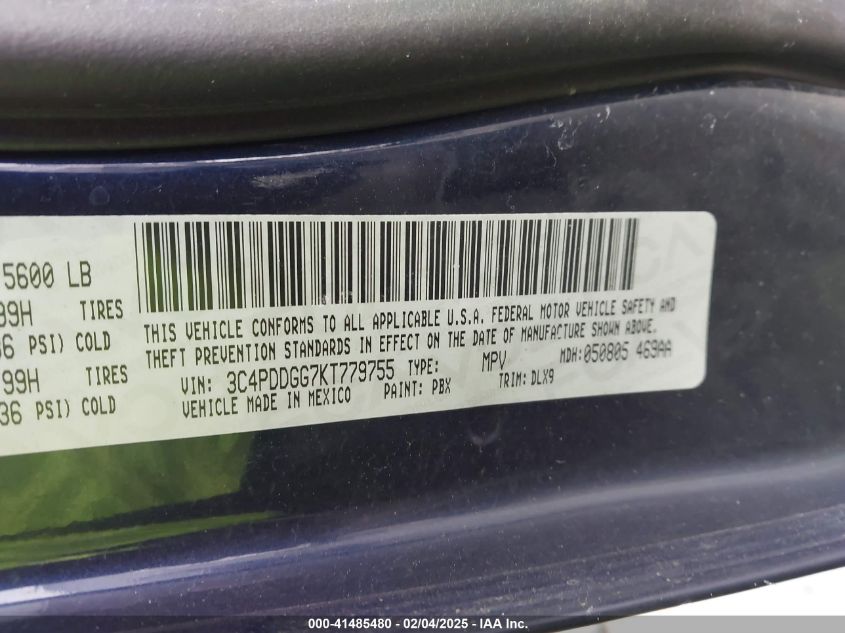 5600 LB
99H TIRES
36 PSI) COLD
99H TIRES
36 PSI) COLD
THIS VEHICLE CONFORMS TO ALL APPLICABLE U.S.A. FEDERAL MOTOR VEHICLE SAFETY AND
THEFT PREVENTION STANDARDS IN EFFECT ON THE DATE OF MANUFACTURE SHOWN ABOVE.
VIN: 3C4PDDGG7KT779755 TYPE: MPV MDH:050805 469AA
VEHICLE MADE IN MEXICO PAINT: PBX TRIM: DLX9
000-41485480 - 02/04/2025 - IAA Inc.